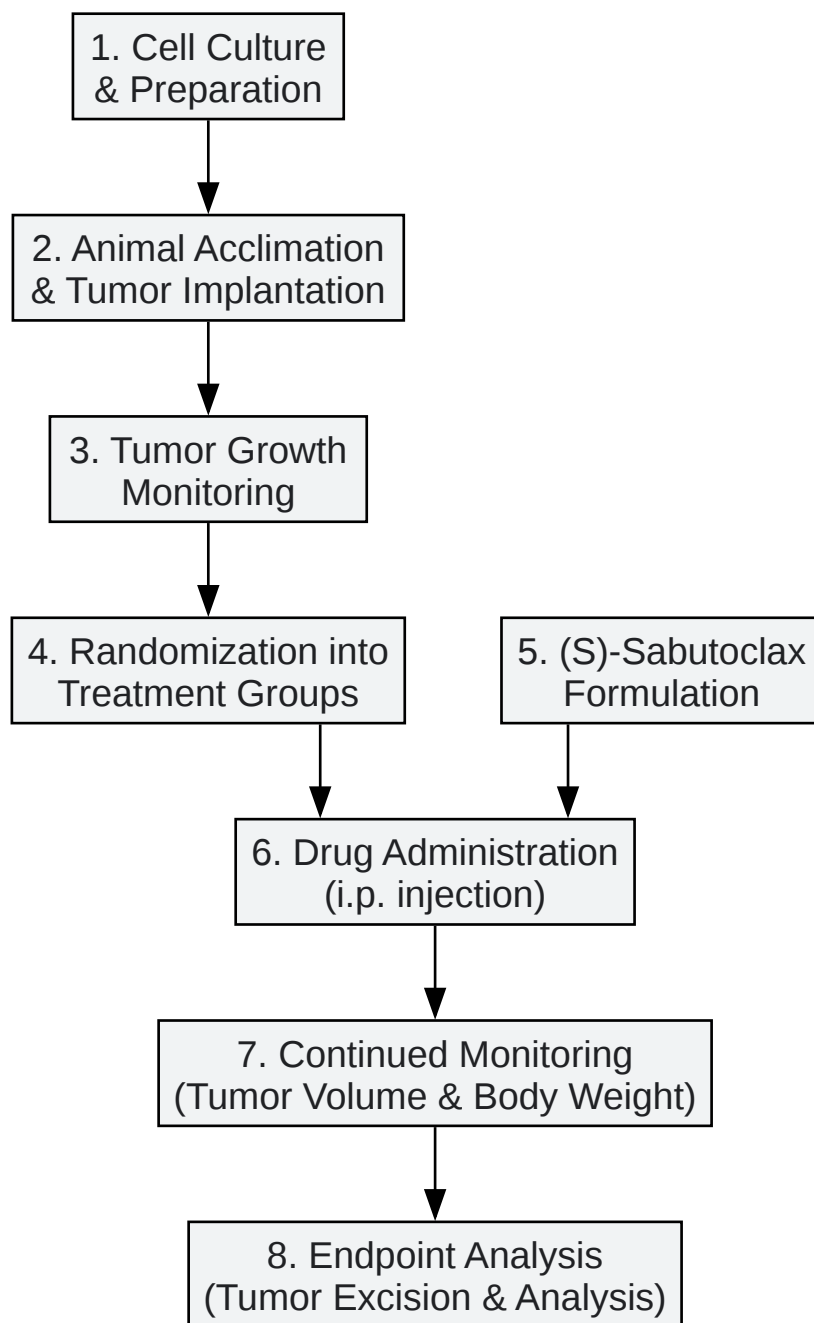 1. Cell Culture
& Preparation
2. Animal Acclimation
& Tumor Implantation
3. Tumor Growth
Monitoring
4. Randomization into
Treatment Groups
5. (S)-Sabutoclax
Formulation
6. Drug Administration
(i.p. injection)
7. Continued Monitoring
(Tumor Volume & Body Weight)
8. Endpoint Analysis
(Tumor Excision & Analysis)